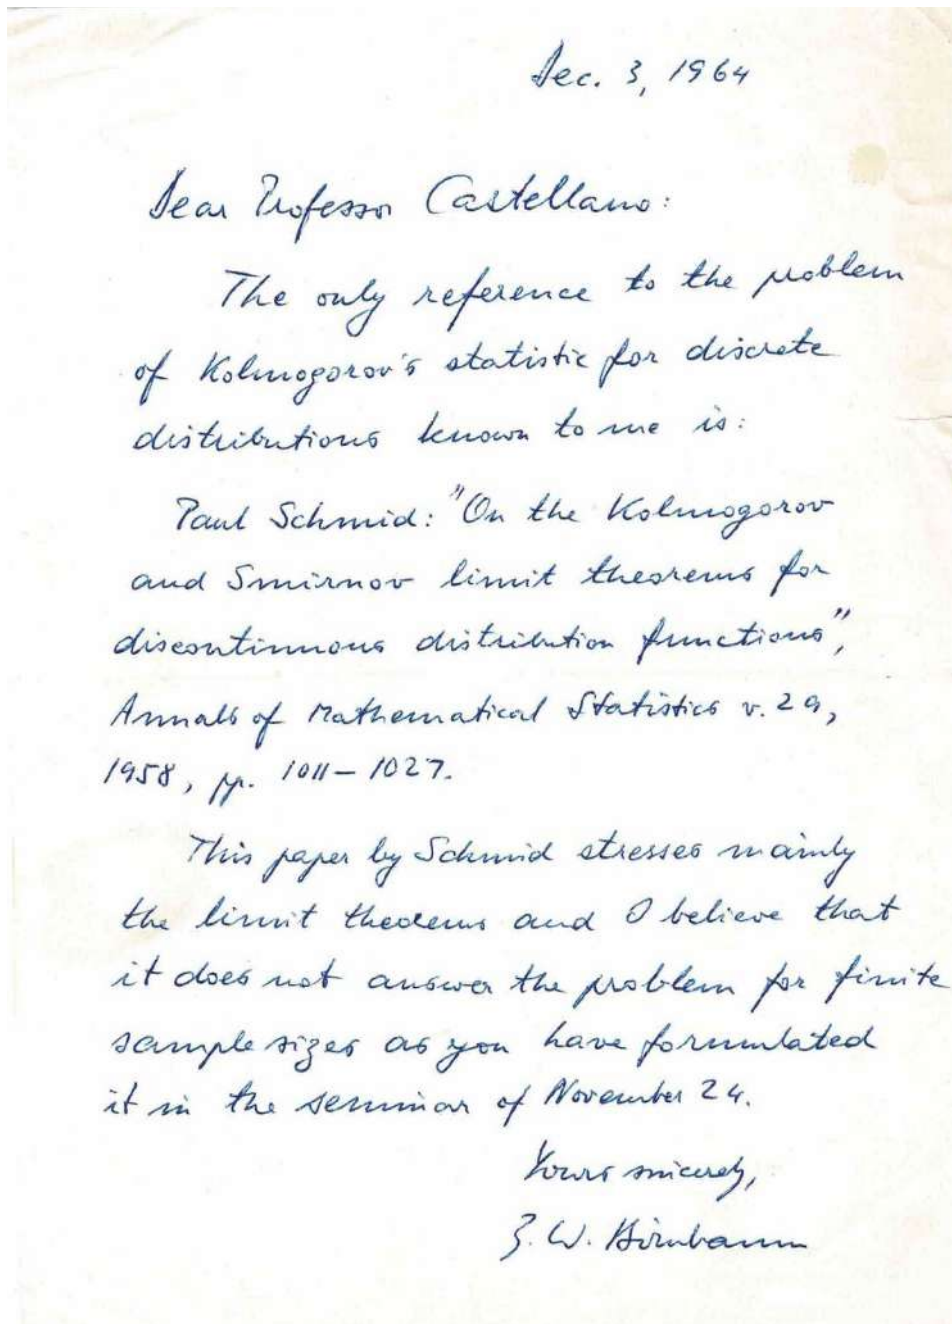 Dec. 3, 1964
Dear Professor Castellano:
The only reference to the problem
of Kolmogorov's statistic for discrete
distributions known to me is:
Paul Schmid: "On the Kolmogorov
and Smirnov limit theorems for
discontinuous distribution functions",
Annals of Mathematical Statistics v. 29,
1958, pp. 1011-1027.
This paper by Schmid stresses mainly
the limit theorems and I believe that
it does not answer the problem for finite
sample sizes as you have formulated
it in the seminar of November 24.
Yours sincerely,
Z. W. Birnbaum